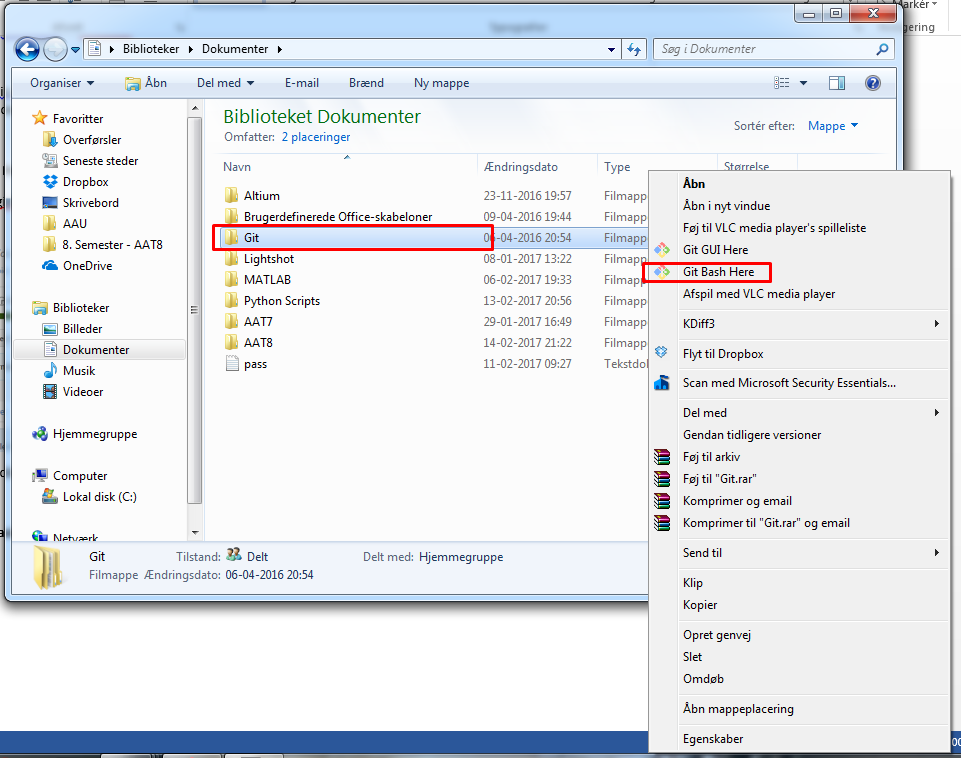 Markér
Biblioteker Dokumenter
Søg i Dokumenter
Organiser Åbn Del med E-mail Brænd Ny mappe
Favoritter
Overførsler
Seneste steder
Dropbox
Skrivebord
AAU
8. Semester - AAT8
OneDrive
Biblioteker
Billeder
Dokumenter
Musik
Videoer
Hjemmegruppe
Computer
Lokal disk (C:)
Netværk
Biblioteket Dokumenter
Omfatter: 2 placeringer
Sortér efter: Mappe
Navn Ændringsdato Type Størrelse
Altium 23-11-2016 19:57 Filmapp
Brugerdefinerede Office-skabeloner 09-04-2016 19:44 Filmapp
Git 06-04-2016 20:54 Filmapp
Lightshot 08-01-2017 13:22 Filmapp
MATLAB 06-02-2017 19:33 Filmapp
Python Scripts 13-02-2017 20:56 Filmapp
AAT7 29-01-2017 16:49 Filmapp
AAT8 14-02-2017 21:22 Filmapp
pass 11-02-2017 09:27 Tekstdol
Git Tilstand: Delt Delt med: Hjemmegruppe
Filmappe Ændringsdato: 06-04-2016 20:54
Åbn
Åbn i nyt vindue
Føj til VLC media player's spilleliste
Git GUI Here
Git Bash Here
Afspil med VLC media player
KDiff3
Flyt til Dropbox
Scan med Microsoft Security Essentials...
Del med
Gendan tidligere versioner
Føj til arkiv
Føj til "Git.rar"
Komprimer og email
Komprimer til "Git.rar" og email
Send til
Klip
Kopier
Opret genvej
Slet
Omdøb
Åbn mappeplacering
Egenskaber